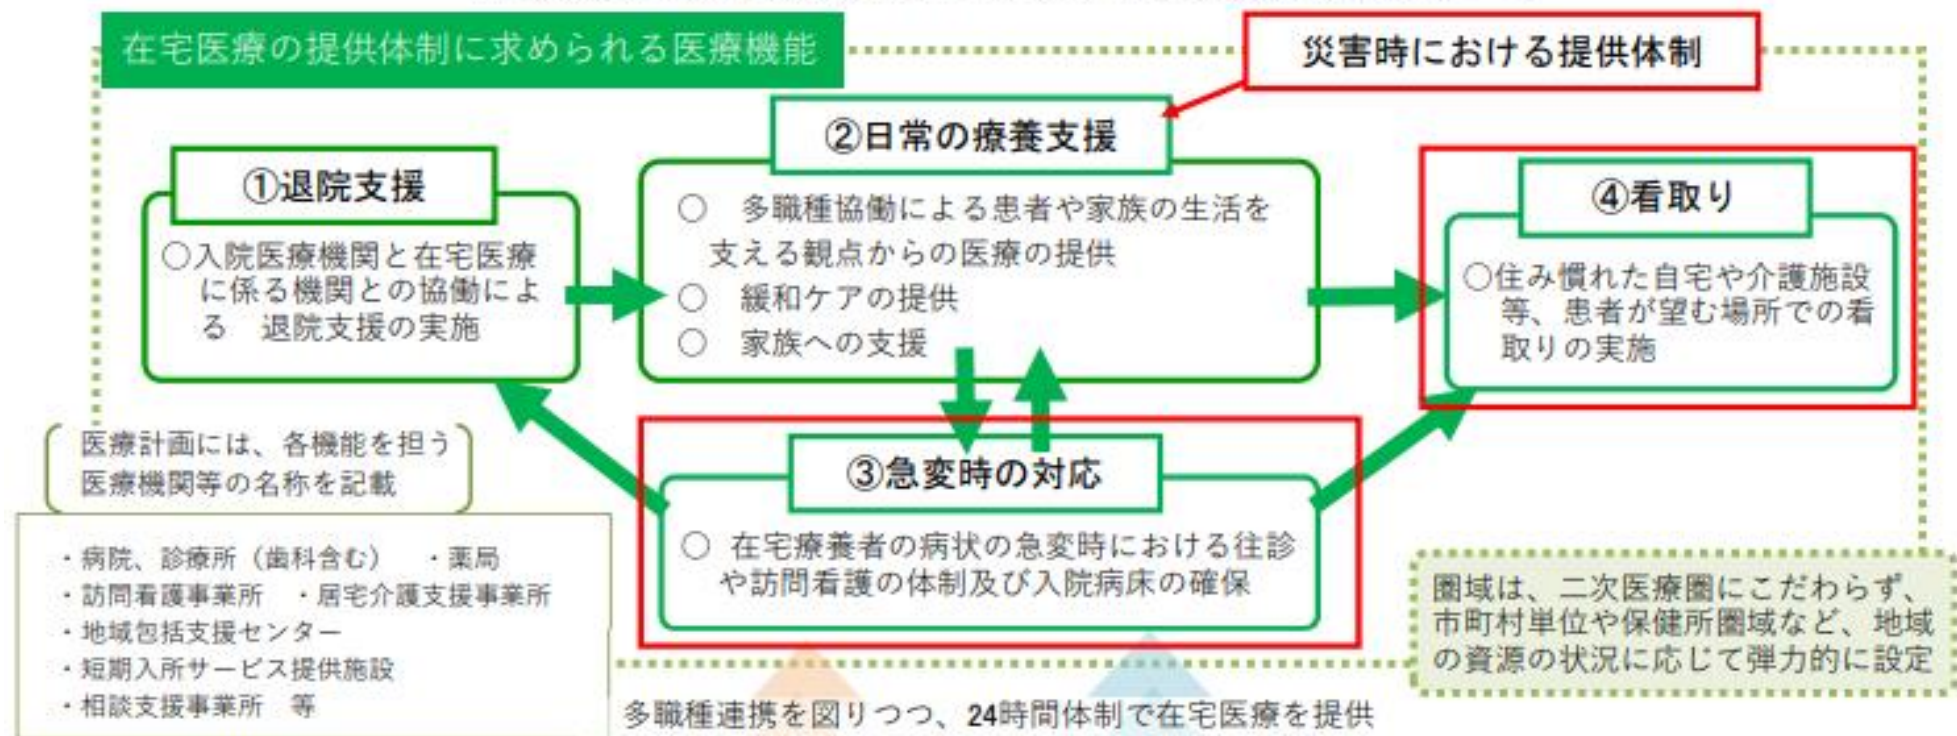 在宅医療の提供体制に求められる医療機能
災害時における提供体制
①退院支援
○入院医療機関と在宅医療
に係る機関との協働によ
る　退院支援の実施
②日常の療養支援
○　多職種協働による患者や家族の生活を
支える観点からの医療の提供
○　緩和ケアの提供
○　家族への支援
④看取り
○住み慣れた自宅や介護施設
等、患者が望む場所での看
取りの実施
③急変時の対応
○ 在宅療養者の病状の急変時における往診
や訪問看護の体制及び入院病床の確保
医療計画には、各機能を担う
医療機関等の名称を記載
・病院、診療所（歯科含む）　・薬局
・訪問看護事業所　・居宅介護支援事業所
・地域包括支援センター
・短期入所サービス提供施設
・相談支援事業所　等
圏域は、二次医療圏にこだわらず、
市町村単位や保健所圏域など、地域
の資源の状況に応じて弾力的に設定
多職種連携を図りつつ、24時間体制で在宅医療を提供